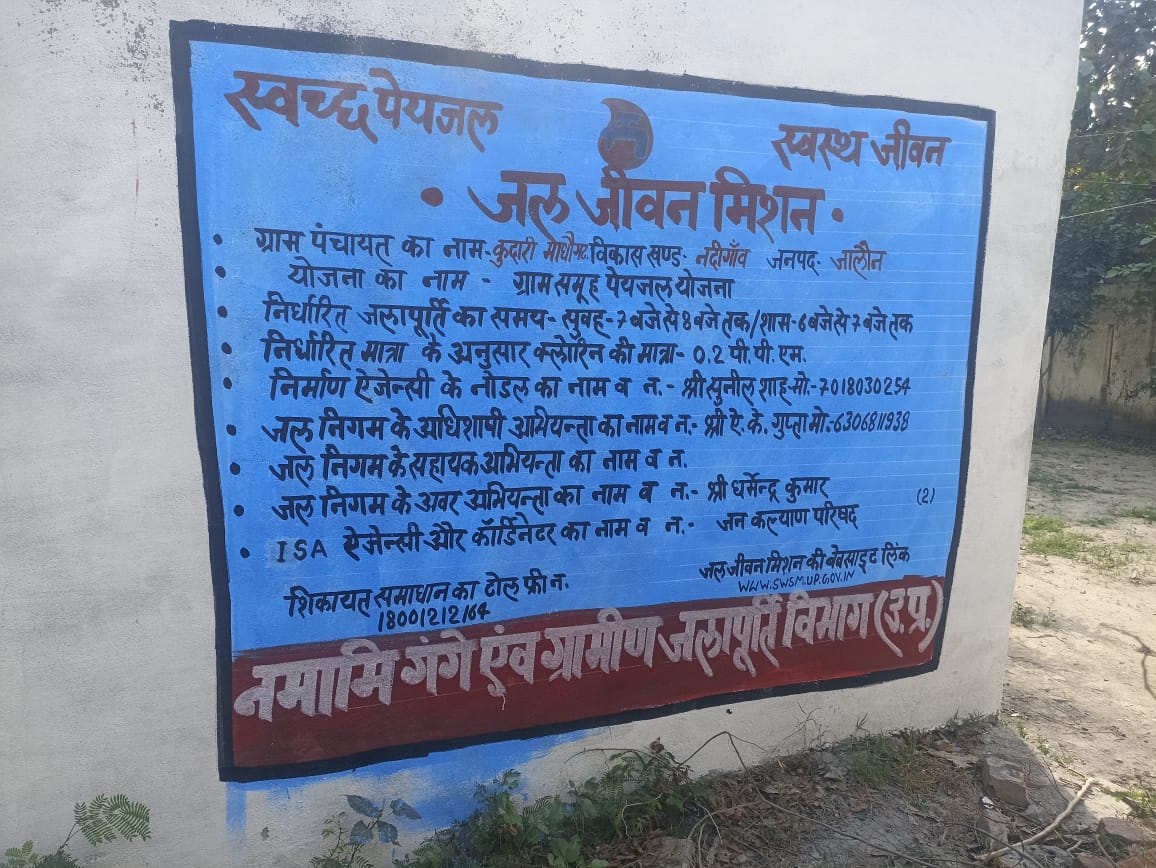 स्वच्छ पेयजल
स्वस्थ जीवन
• जल जीवन मिशन •
• ग्राम पंचायत का नाम- कुदारी माधौगढ़ विकास खण्ड- नदीगाँव जनपद- जालौन
• योजना का नाम - ग्राम समूह पेयजल योजना
• निर्धारित जलापूर्ति का समय- सुवह-7 बजे से 8 बजे तक/शाम-6 बजे से 7 बजे तक
• निर्धारित मात्रा के अनुसार क्लोरिन की मात्रा- 0.2 पी.पी.एम.
• निर्माण ऐजेन्सी के नोडल का नाम व न.- श्री सुनील शाह-मो.-7018030254
• जल निगम के अधिशाषी अभियन्ता का नाम व न.- श्री ऐ.के. गुप्ता मो.-6306811938
• जल निगम के सहायक अभियन्ता का नाम व न.
• जल निगम के अवर अभियन्ता का नाम व न.- श्री धर्मेन्द्र कुमार (2)
• ISA ऐजेन्सी और कॉर्डिनेटर का नाम व न.- जन कल्याण परिषद
शिकायत समाधान का टोल फ्री न.
18001212164
जल जीवन मिशन की बेबसाइट लिंक
WWW.SWSM.UP.GOV.IN
नमामि गंगे एंव ग्रामीण जलापूर्ति विभाग (उ.प्र.)